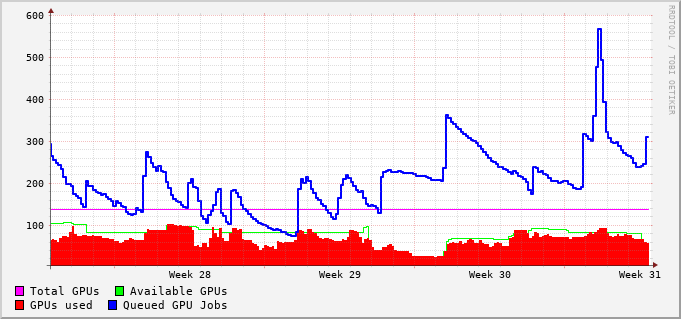 600
500
400
300
200
100
Week 28 Week 29 Week 30 Week 31
Total GPUs Available GPUs
GPUs used Queued GPU Jobs
RRDTOOL / TOBI OETIKER